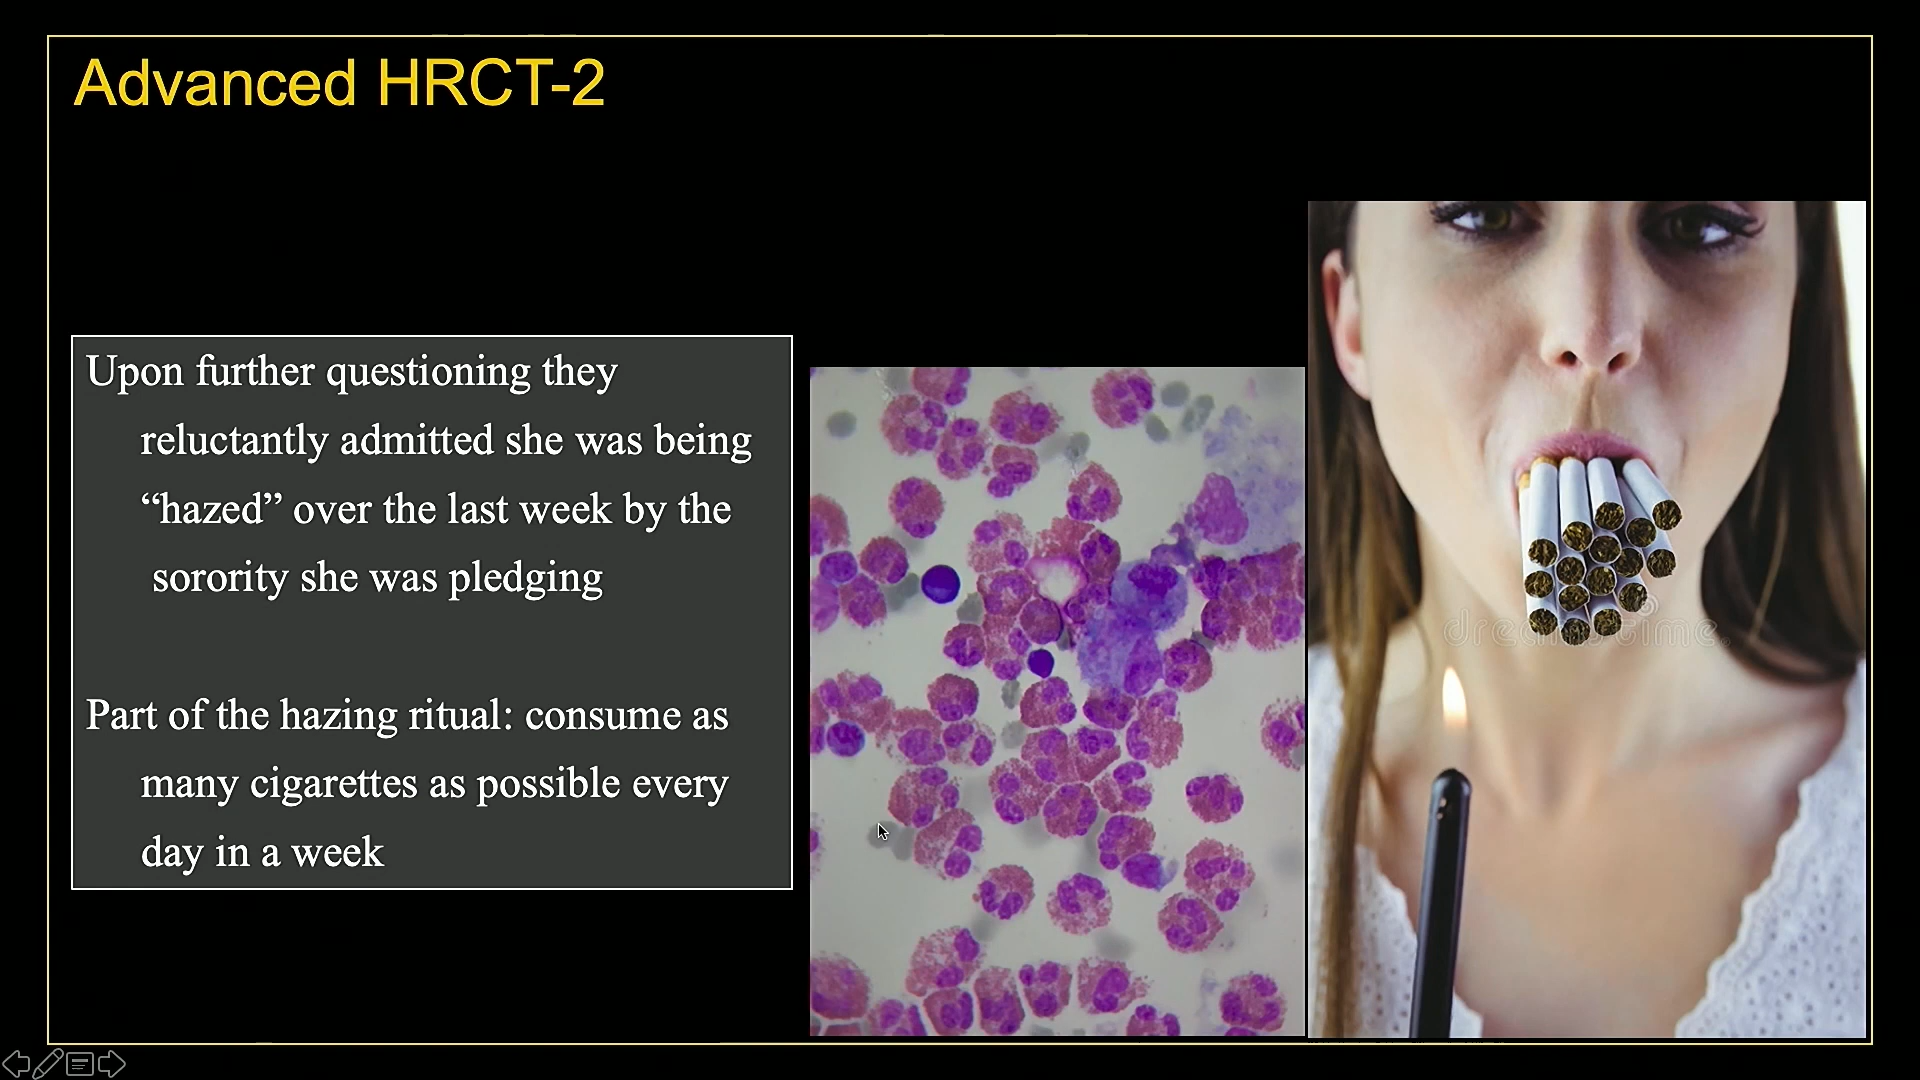 Advanced HRCT-2
Upon further questioning they
reluctantly admitted she was being
“hazed” over the last week by the
sorority she was pledging
Part of the hazing ritual: consume as
many cigarettes as possible every
day in a week
dreamstime.